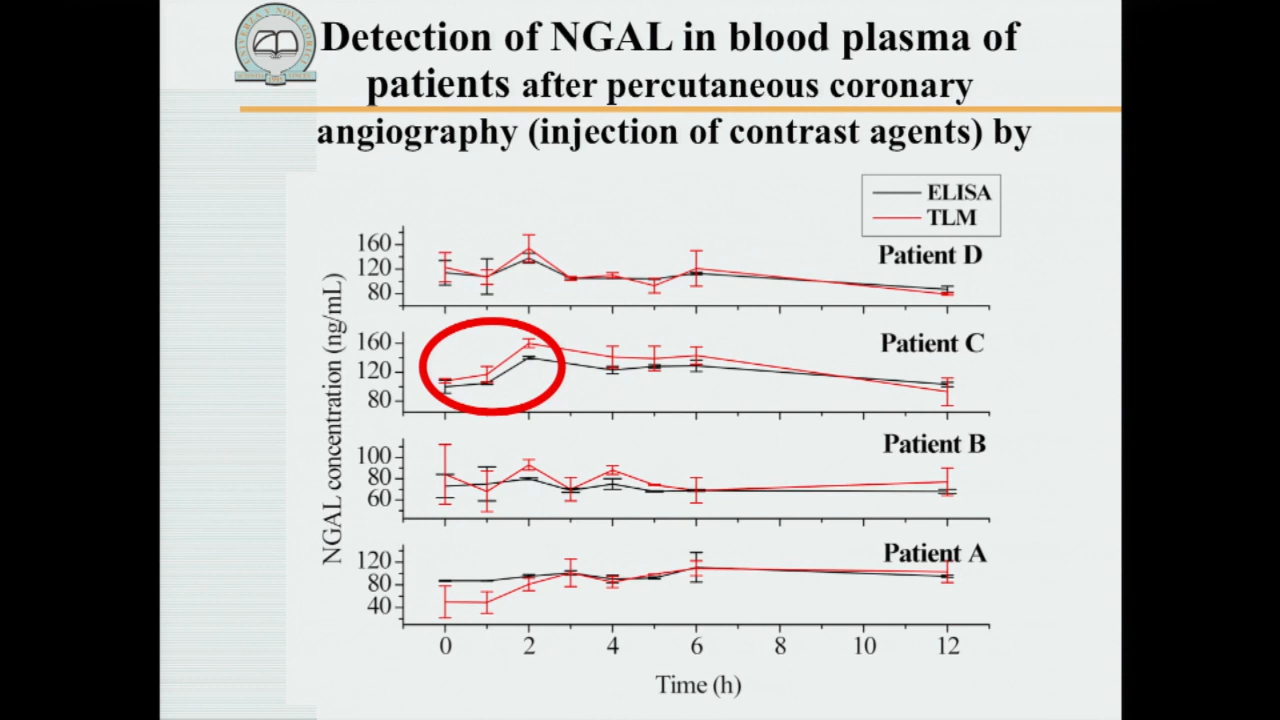 Detection of NGAL in blood plasma of
patients after percutaneous coronary
angiography (injection of contrast agents) by
ELISA
TLM
Patient D
160
120
80
Patient C
160
120
80
Patient B
100
80
60
Patient A
120
80
40
NGAL concentration (ng/mL)
0 2 4 6 8 10 12
Time (h)